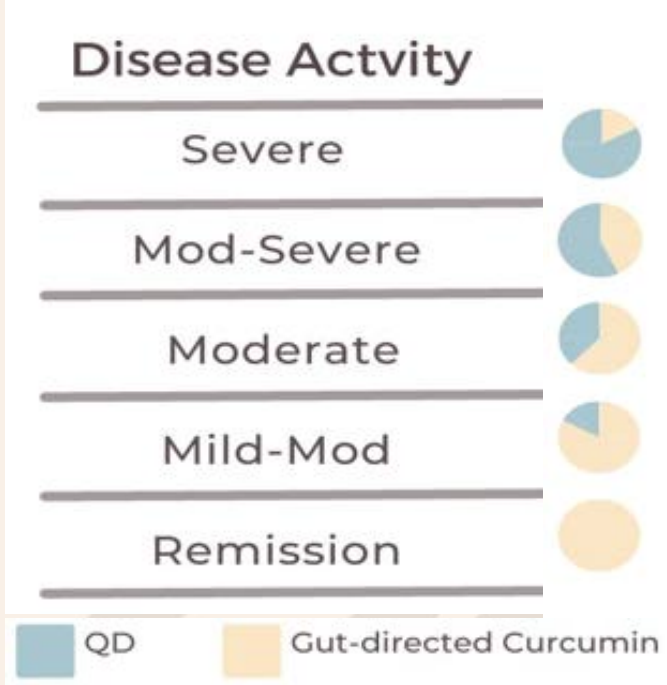 Disease Actvity
Severe
Mod-Severe
Moderate
Mild-Mod
Remission
QD
Gut-directed Curcumin